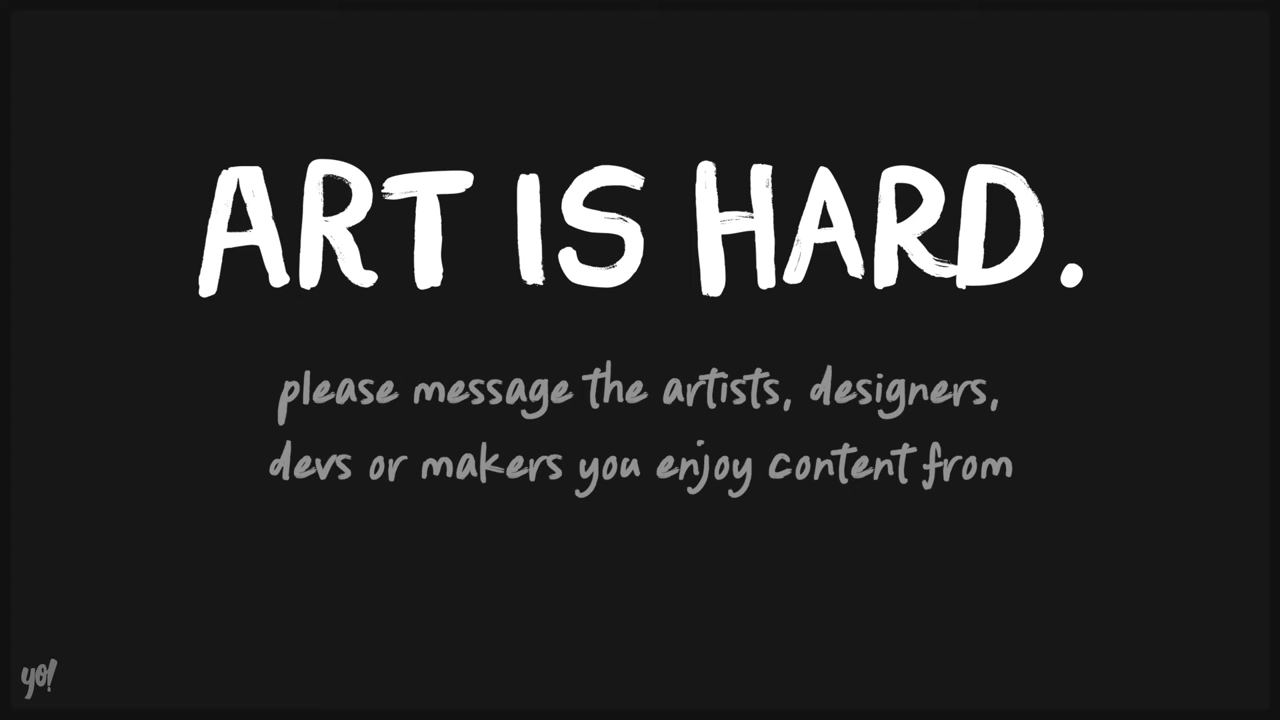 ART IS HARD.
please message the artists, designers,
devs or makers you enjoy content from
yo!